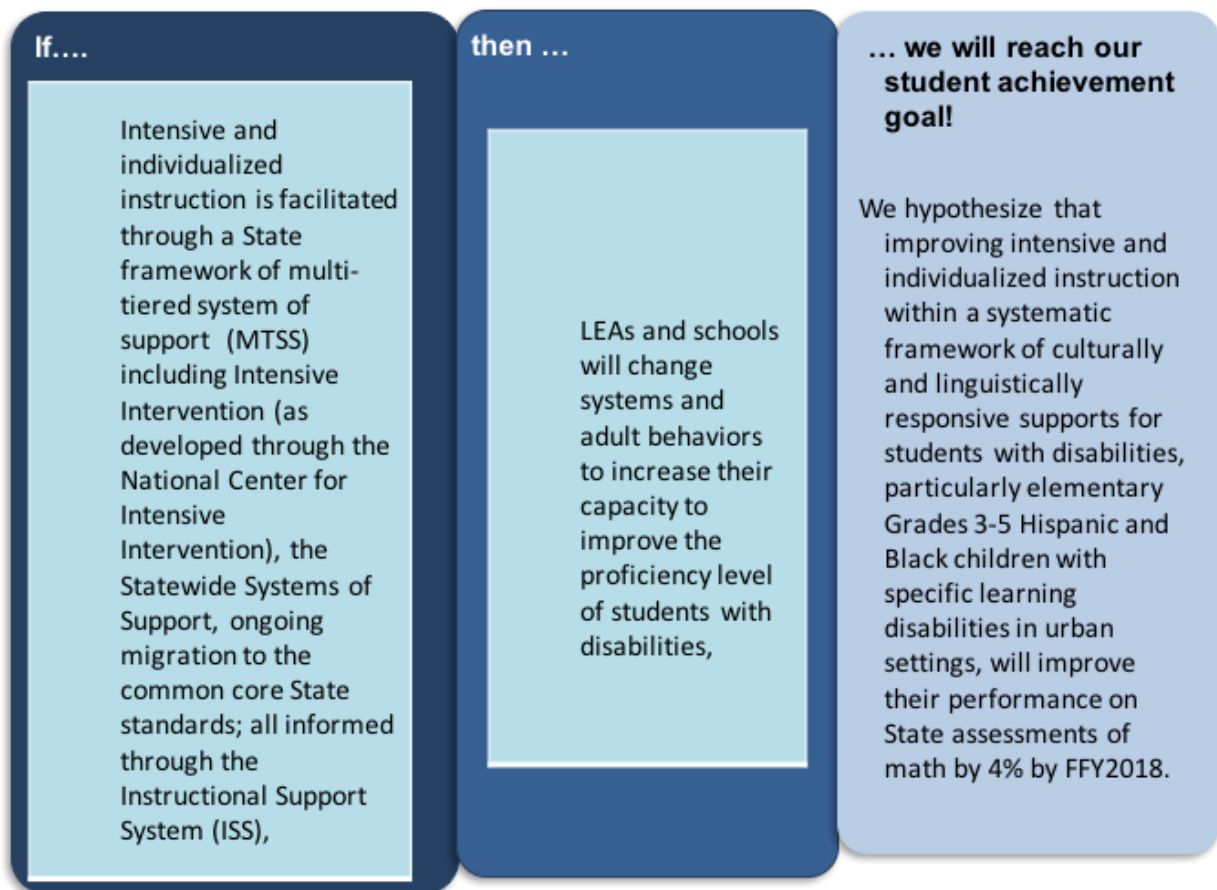 If....
Intensive and
individualized
instruction is facilitated
through a State
framework of multi-
tiered system of
support (MTSS)
including Intensive
Intervention (as
developed through the
National Center for
Intensive
Intervention), the
Statewide Systems of
Support, ongoing
migration to the
common core State
standards; all informed
through the
Instructional Support
System (ISS),
then ...
LEAs and schools
will change
systems and
adult behaviors
to increase their
capacity to
improve the
proficiency level
of students with
disabilities,
... we will reach our
student achievement
goal!
We hypothesize that
improving intensive and
individualized instruction
within a systematic
framework of culturally
and linguistically
responsive supports for
students with disabilities,
particularly elementary
Grades 3-5 Hispanic and
Black children with
specific learning
disabilities in urban
settings, will improve
their performance on
State assessments of
math by 4% by FFY2018.